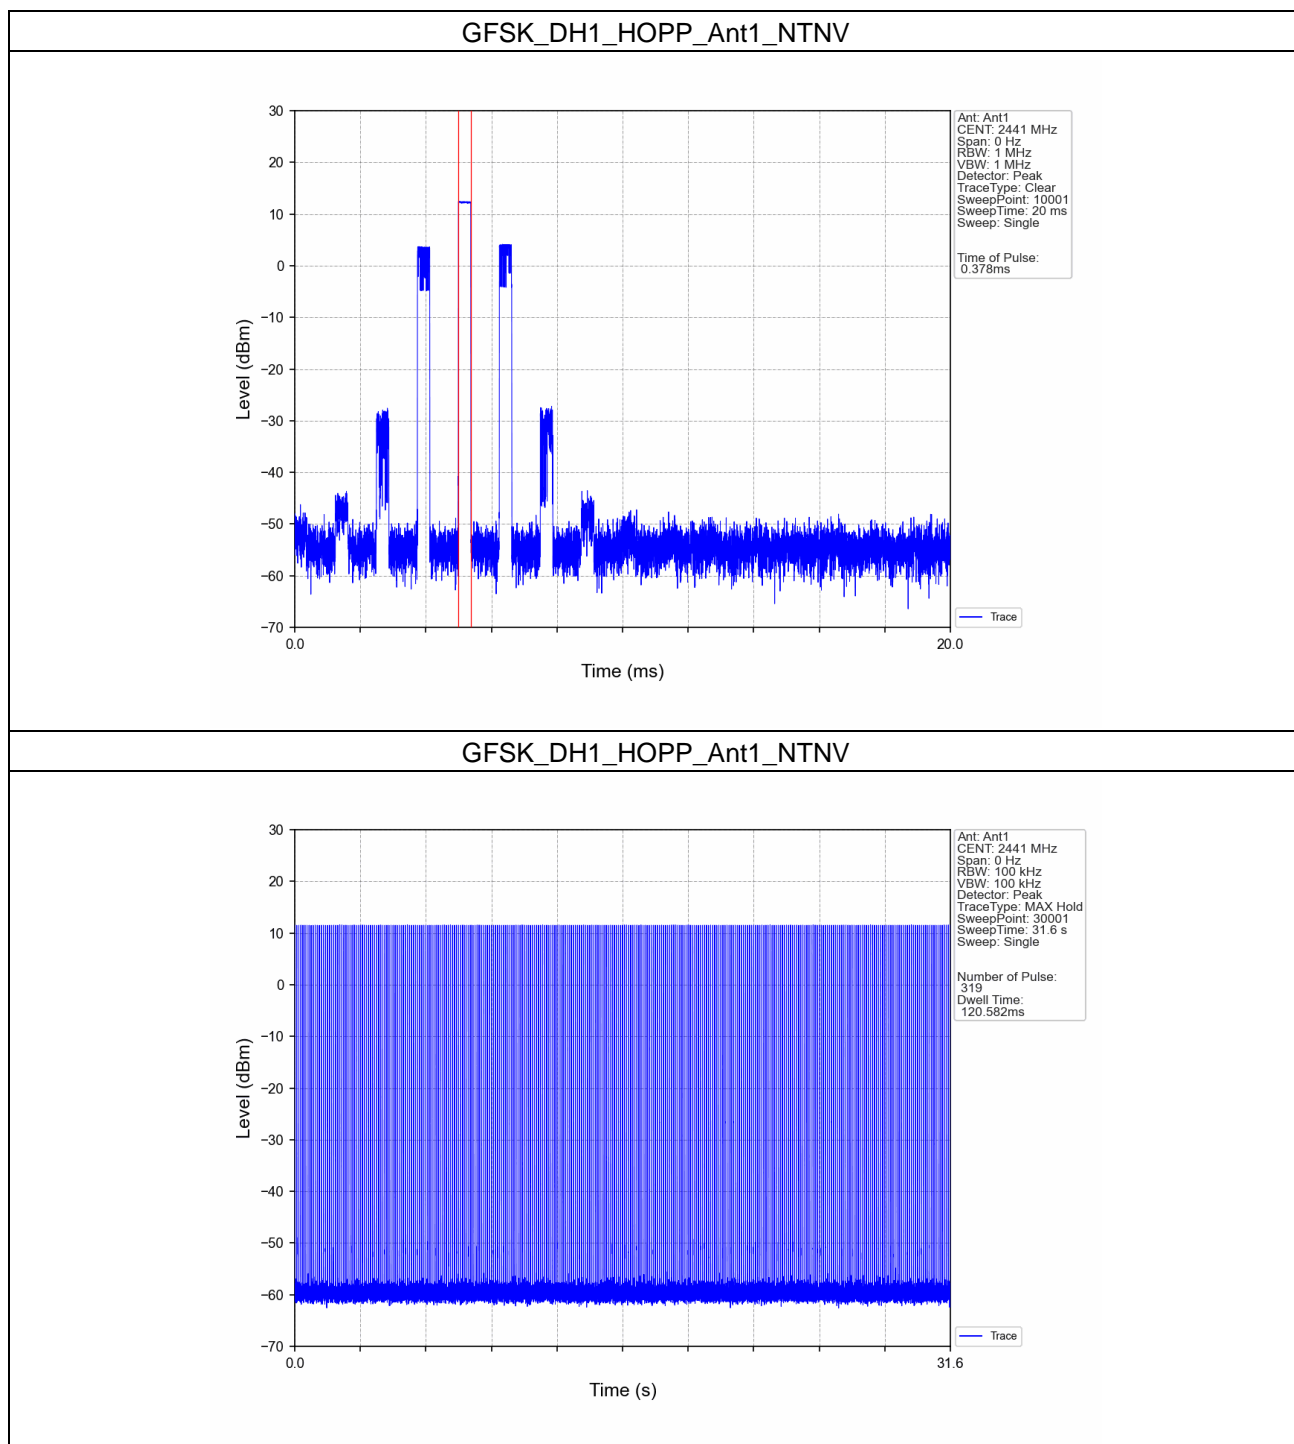 GFSK_DH1_HOPP_Ant1_NTNV
30
20
10
0
−10
−20
−30
−40
−50
−60
−70
Level (dBm)
0.0
20.0
Time (ms)
Ant: Ant1
CENT: 2441 MHz
Span: 0 Hz
RBW: 1 MHz
VBW: 1 MHz
Detector: Peak
TraceType: Clear
SweepPoint: 10001
SweepTime: 20 ms
Sweep: Single
Time of Pulse:
0.378ms
Trace
GFSK_DH1_HOPP_Ant1_NTNV
30
20
10
0
−10
−20
−30
−40
−50
−60
−70
Level (dBm)
0.0
31.6
Time (s)
Ant: Ant1
CENT: 2441 MHz
Span: 0 Hz
RBW: 100 kHz
VBW: 100 kHz
Detector: Peak
TraceType: MAX Hold
SweepPoint: 30001
SweepTime: 31.6 s
Sweep: Single
Number of Pulse:
319
Dwell Time:
120.582ms
Trace